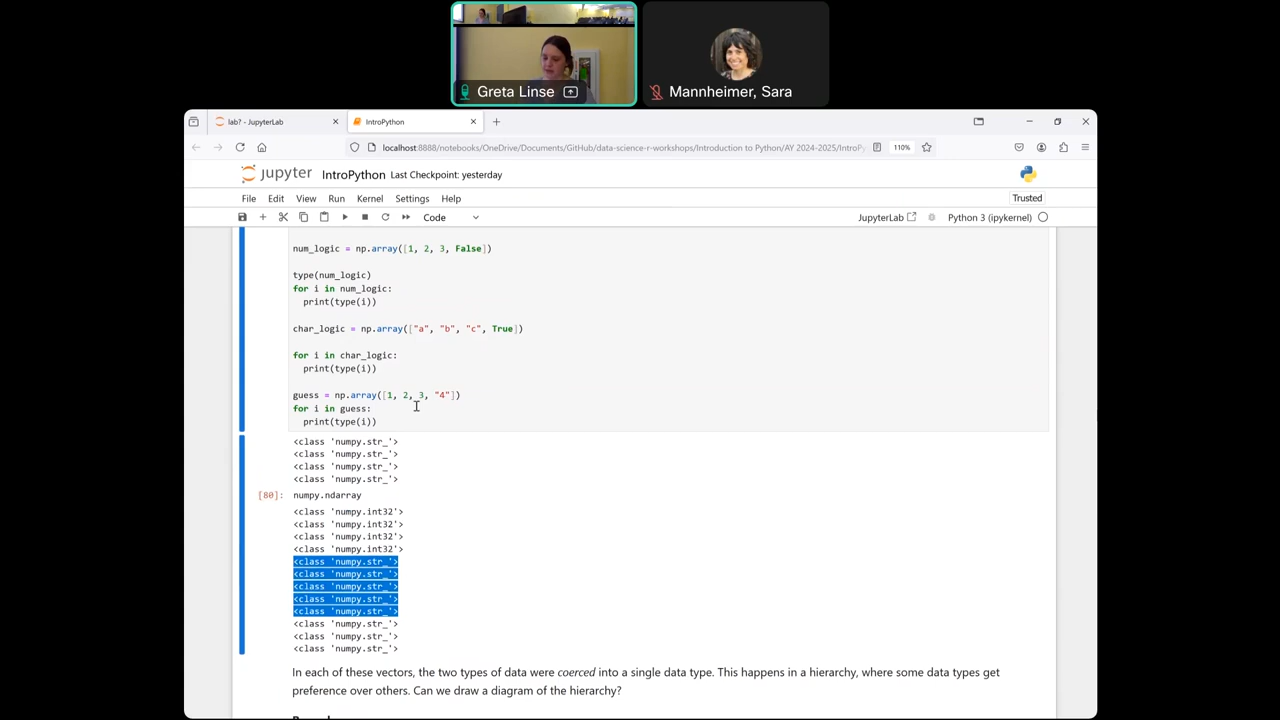 Greta Linse
Mannheimer, Sara
lab? - JupyterLab
IntroPython
localhost:8888/notebooks/OneDrive/Documents/GitHub/data-science-r-workshops/Introduction to Python/AY 2024-2025/IntroPy
110%
jupyter IntroPython Last Checkpoint: yesterday
File Edit View Run Kernel Settings Help
Trusted
Code
JupyterLab
Python 3 (ipykernel)
num_logic = np.array([1, 2, 3, False])
type(num_logic)
for i in num_logic:
print(type(i))
char_logic = np.array(["a", "b", "c", True])
for i in char_logic:
print(type(i))
guess = np.array([1, 2, 3, "4"])
for i in guess:
print(type(i))
<class 'numpy.str_'>
<class 'numpy.str_'>
<class 'numpy.str_'>
<class 'numpy.str_'>
[80]: numpy.ndarray
<class 'numpy.int32'>
<class 'numpy.int32'>
<class 'numpy.int32'>
<class 'numpy.int32'>
<class 'numpy.str_'>
<class 'numpy.str_'>
<class 'numpy.str_'>
<class 'numpy.str_'>
<class 'numpy.str_'>
<class 'numpy.str_'>
<class 'numpy.str_'>
<class 'numpy.str_'>
In each of these vectors, the two types of data were coerced into a single data type. This happens in a hierarchy, where some data types get
preference over others. Can we draw a diagram of the hierarchy?